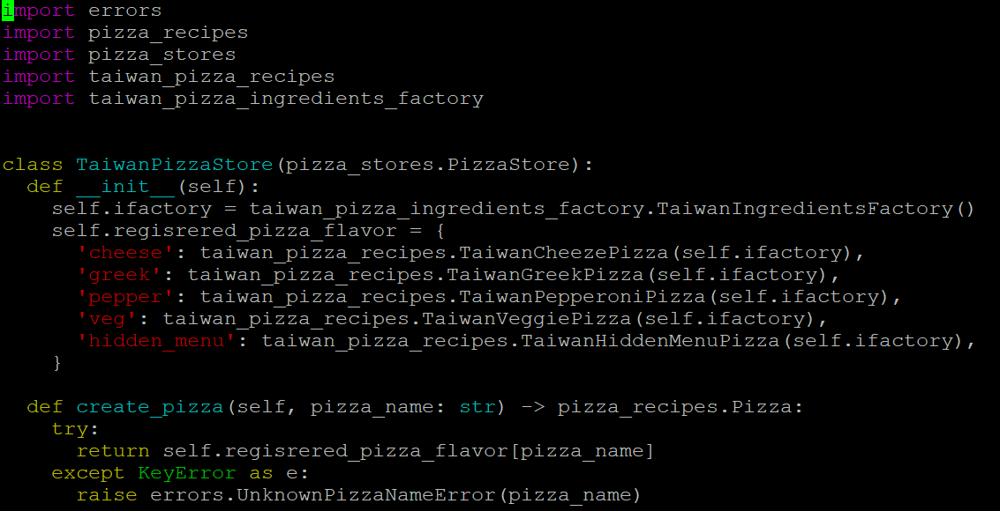 import errors
import pizza_recipes
import pizza_stores
import taiwan_pizza_recipes
import taiwan_pizza_ingredients_factory
class TaiwanPizzaStore(pizza_stores.PizzaStore):
  def __init__(self):
    self.ifactory = taiwan_pizza_ingredients_factory.TaiwanIngredientsFactory()
    self.regisrered_pizza_flavor = {
      'cheese': taiwan_pizza_recipes.TaiwanCheezePizza(self.ifactory),
      'greek': taiwan_pizza_recipes.TaiwanGreekPizza(self.ifactory),
      'pepper': taiwan_pizza_recipes.TaiwanPepperoniPizza(self.ifactory),
      'veg': taiwan_pizza_recipes.TaiwanVeggiePizza(self.ifactory),
      'hidden_menu': taiwan_pizza_recipes.TaiwanHiddenMenuPizza(self.ifactory),
    }
  def create_pizza(self, pizza_name: str) -> pizza_recipes.Pizza:
    try:
      return self.regisrered_pizza_flavor[pizza_name]
    except KeyError as e:
      raise errors.UnknownPizzaNameError(pizza_name)